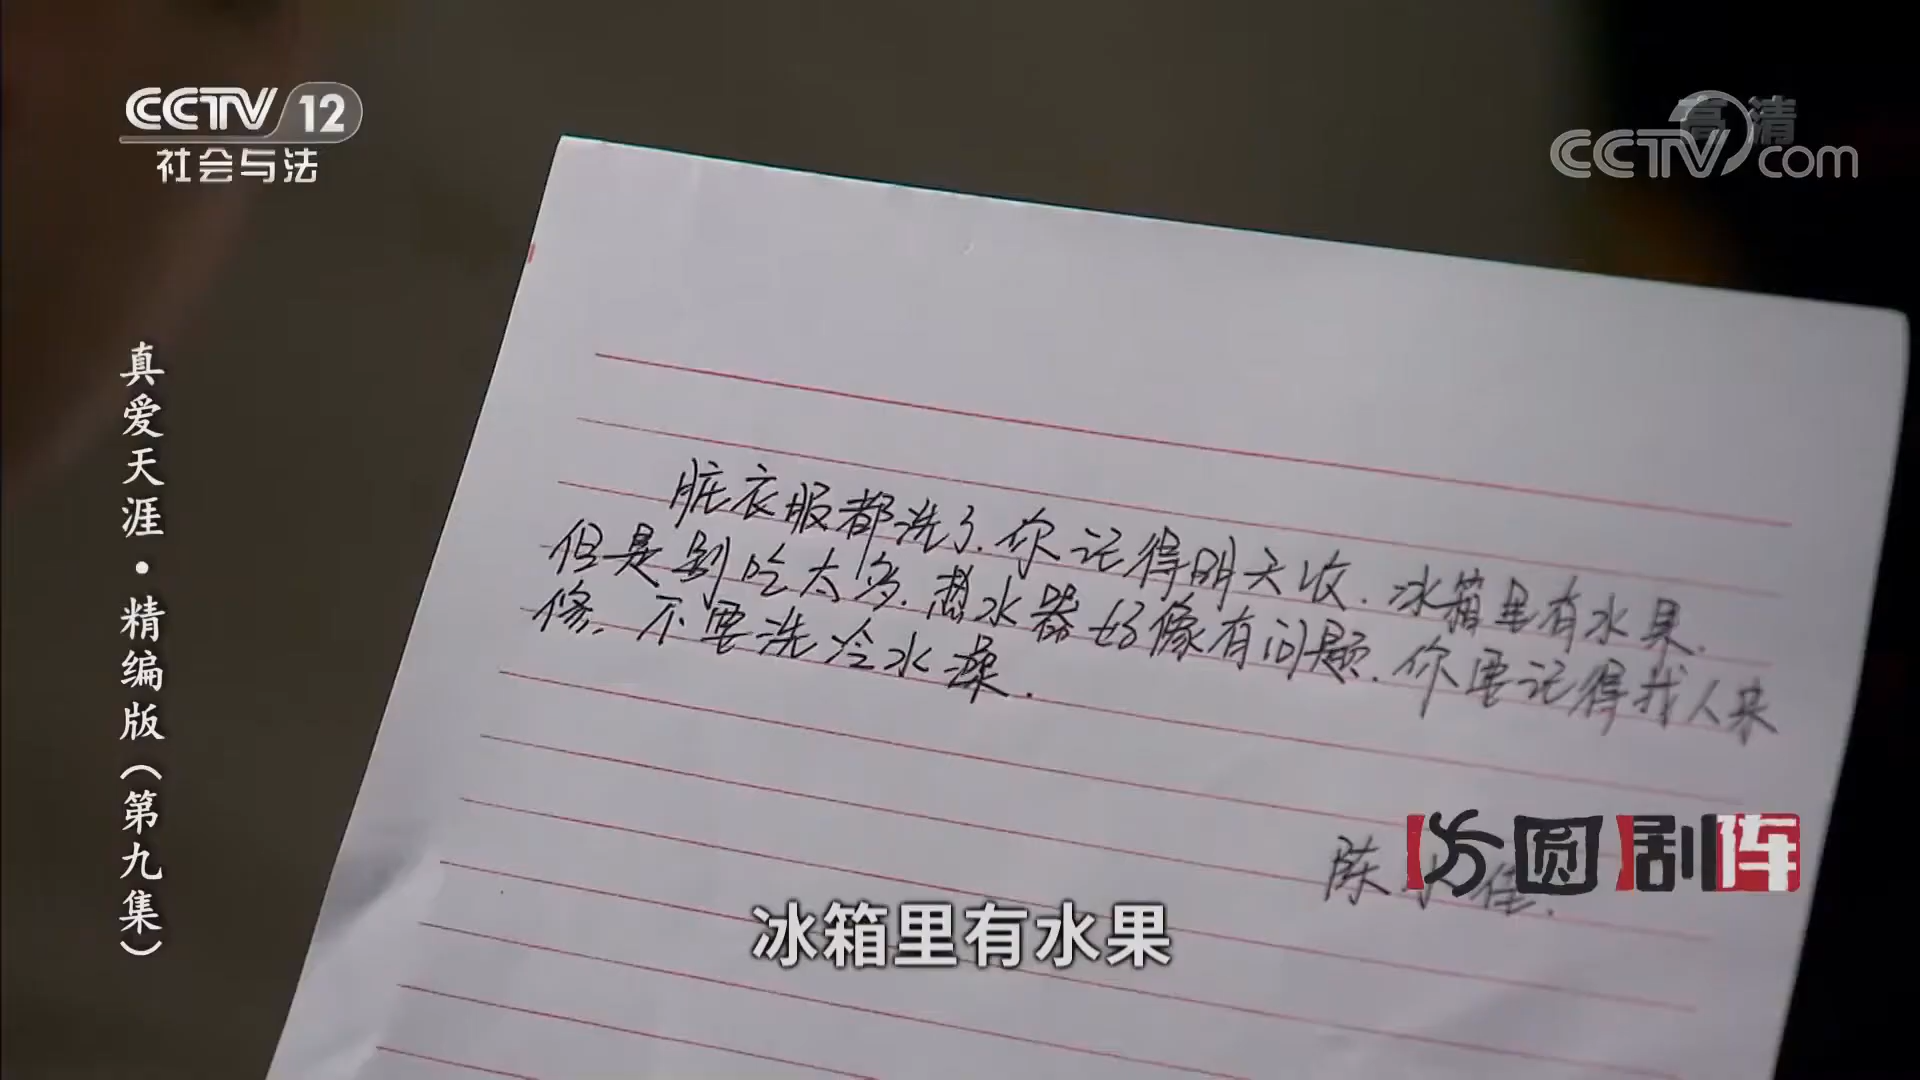 CCTV 12
社会与法
高清
CCTV.com
真爱天涯·精编版（第九集）
脏衣服都洗了.你记得明天收.冰箱里有水果.
但是别吃太多.热水器好像有问题.你要记得找人来
修.不要洗冷水澡.
陈 佳.
方圆剧阵
冰箱里有水果